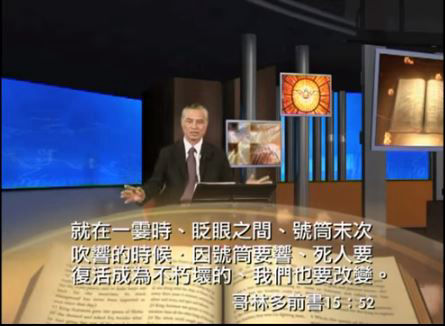 就在一霎時、眨眼之間、號筒末次
吹響的時候．因號筒要響、死人要
復活成為不朽壞的、我們也要改變。
哥林多前書15：52